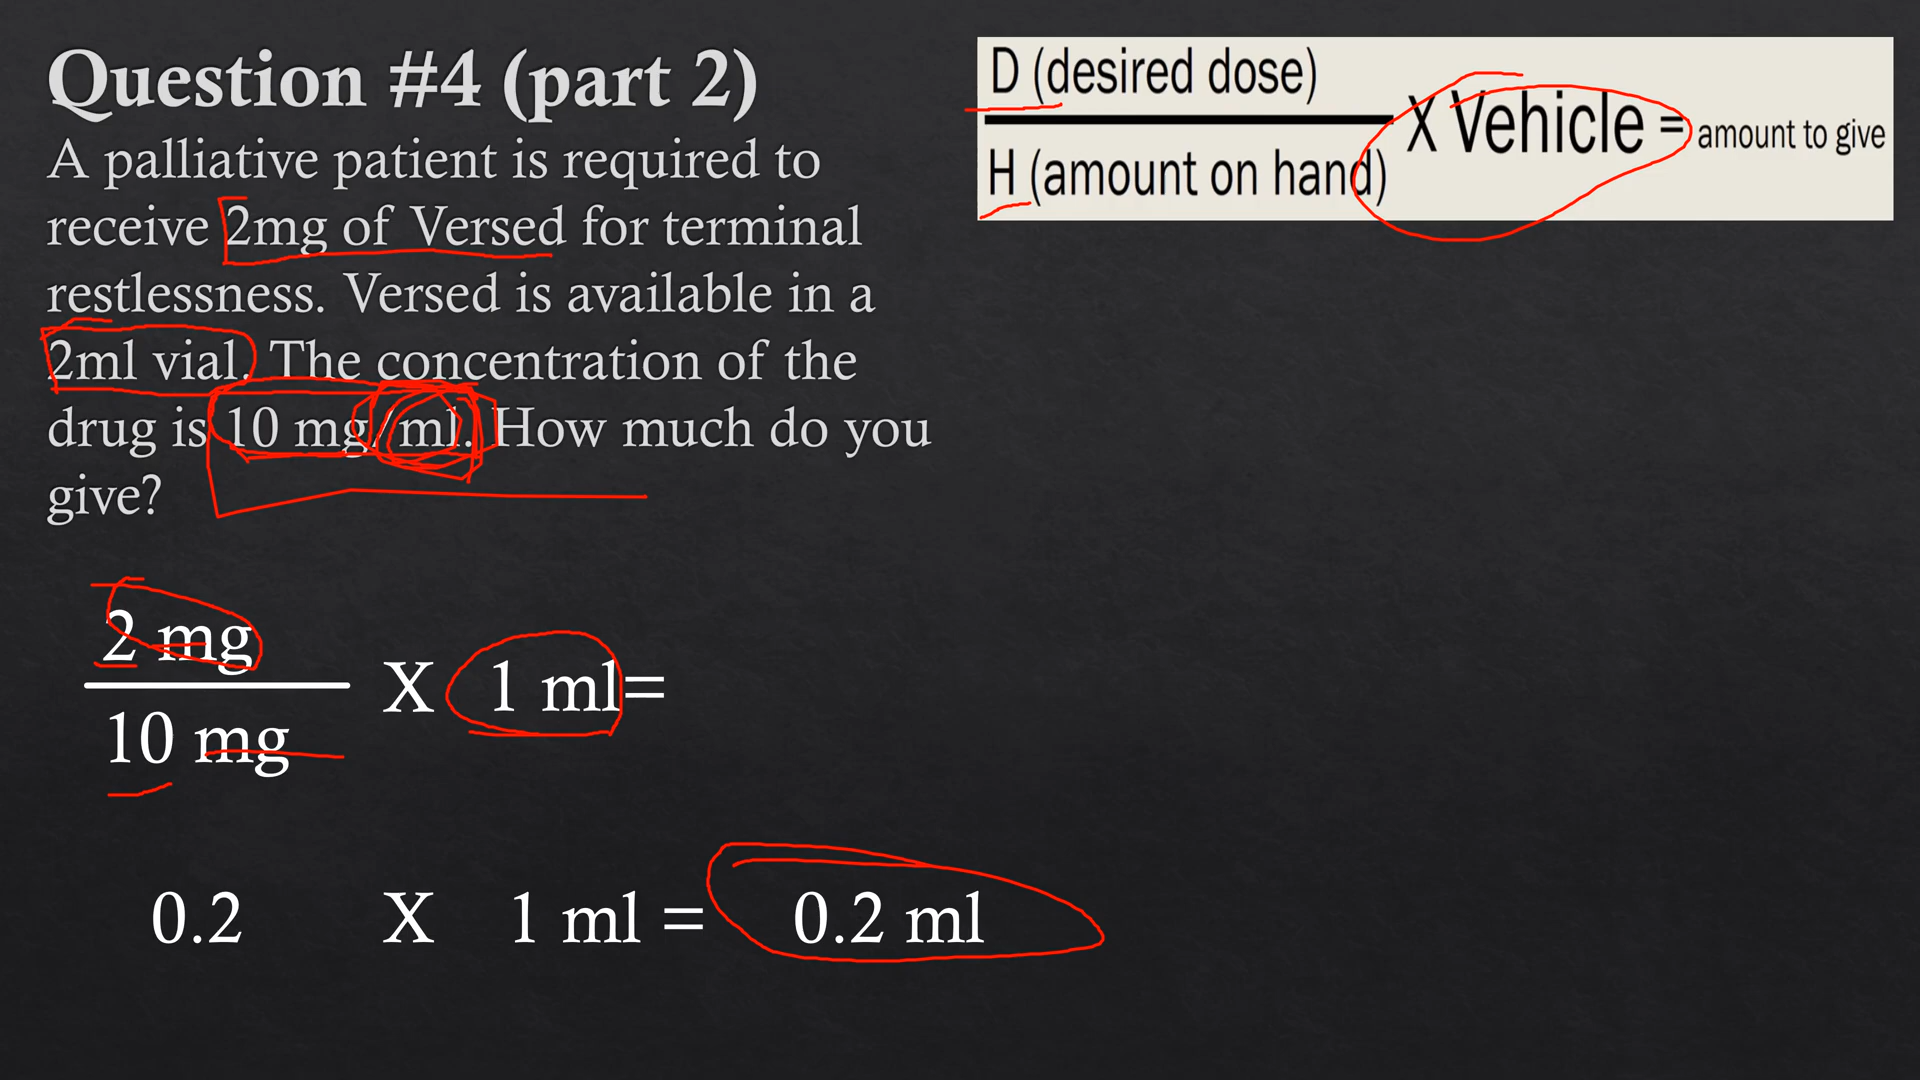 Question #4 (part 2)
A palliative patient is required to
receive 2mg of Versed for terminal
restlessness. Versed is available in a
2ml vial. The concentration of the
drug is 10 mg/ml. How much do you
give?
D (desired dose)
H (amount on hand)
X Vehicle = amount to give
2 mg
10 mg
X 1 ml=
0.2 X 1 ml = 0.2 ml